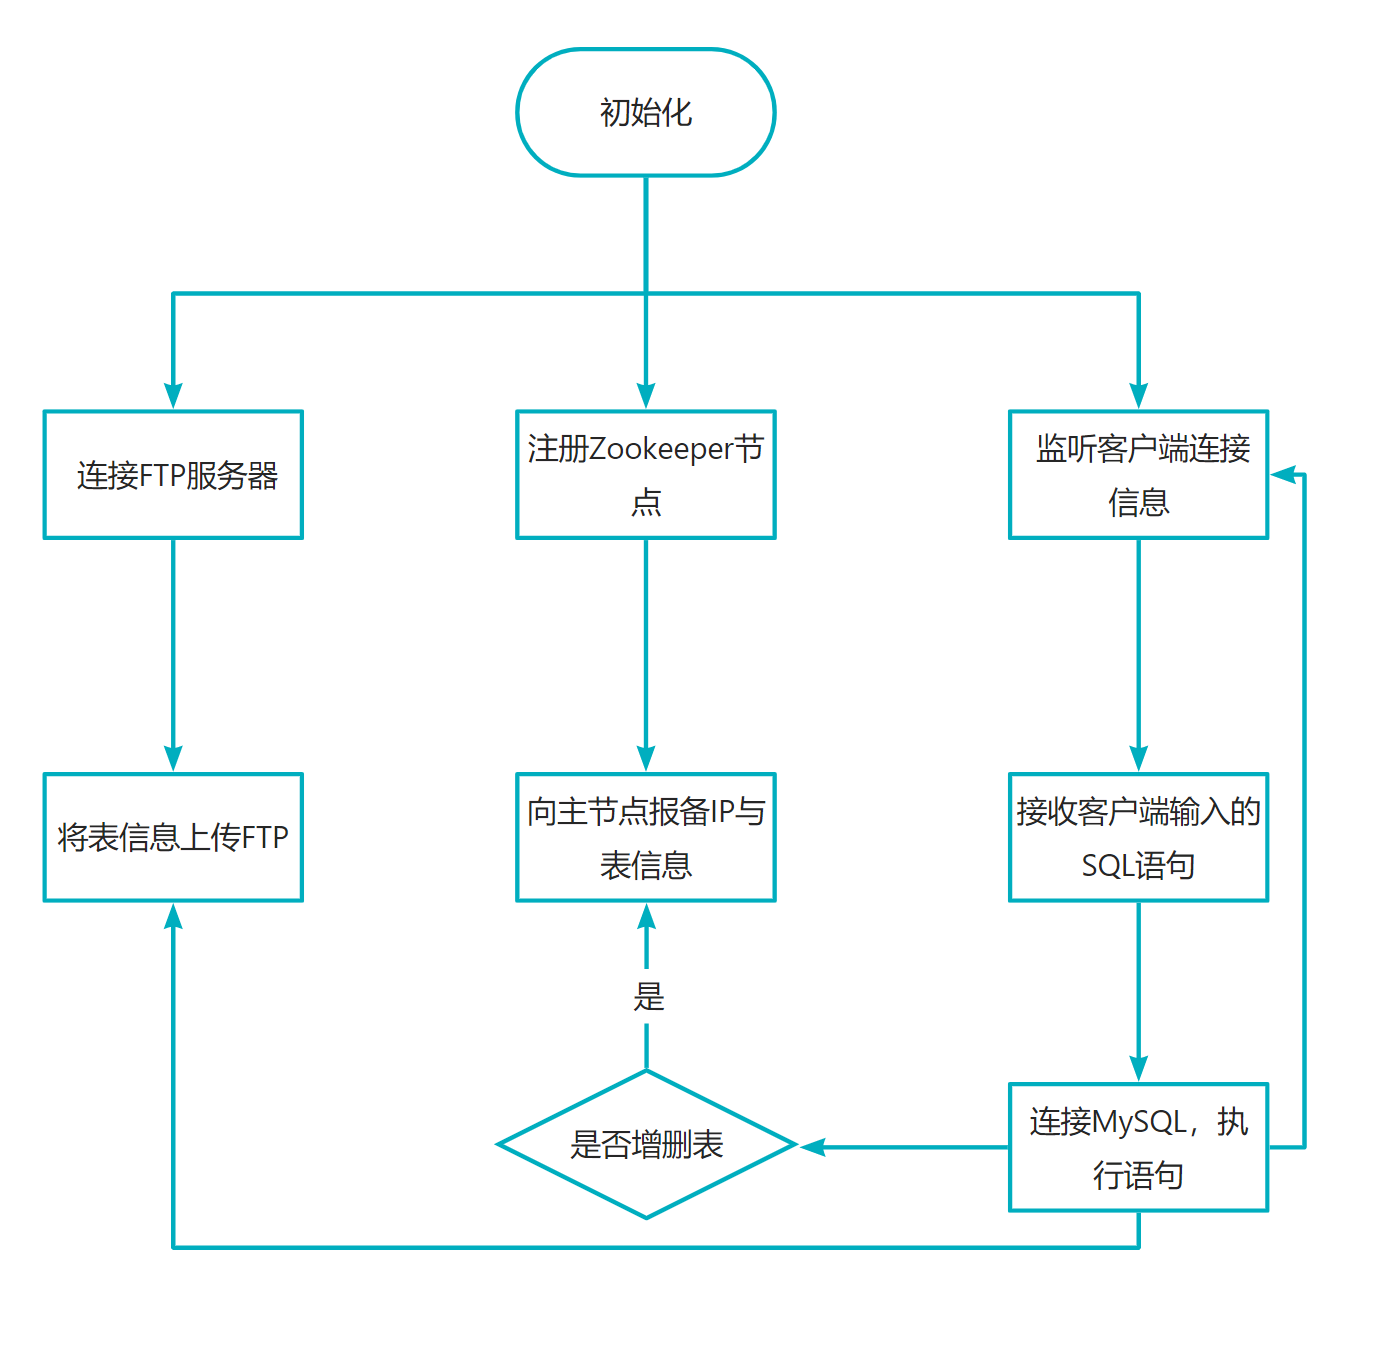 初始化
连接FTP服务器
注册Zookeeper节
点
监听客户端连接
信息
将表信息上传FTP
向主节点报备IP与
表信息
接收客户端输入的
SQL语句
是
是否增删表
连接MySQL，执
行语句